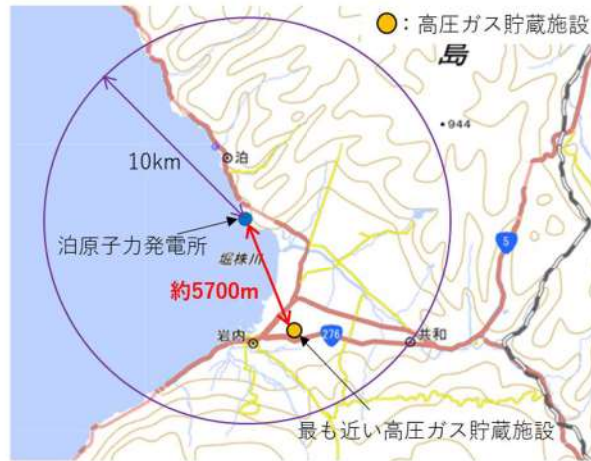 ：高圧ガス貯蔵施設
島
・944
10km
泊
泊原子力発電所
堀株川
5
約5700m
岩内
276
共和
最も近い高圧ガス貯蔵施設